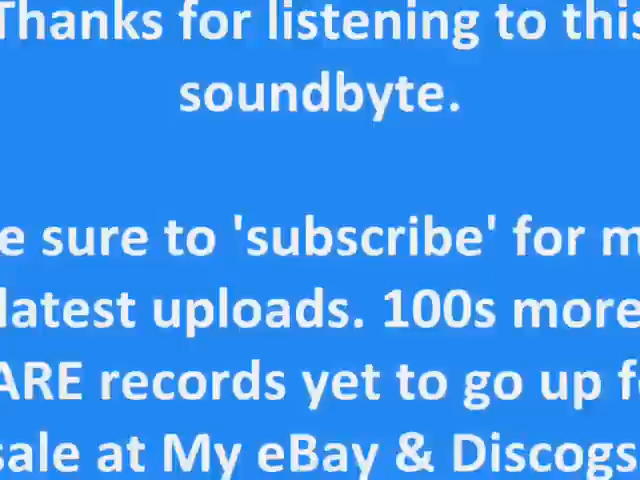 Thanks for listening to this
soundbyte.
e sure to 'subscribe' for m
latest uploads. 100s more
ARE records yet to go up f
sale at My eBay & Discogs